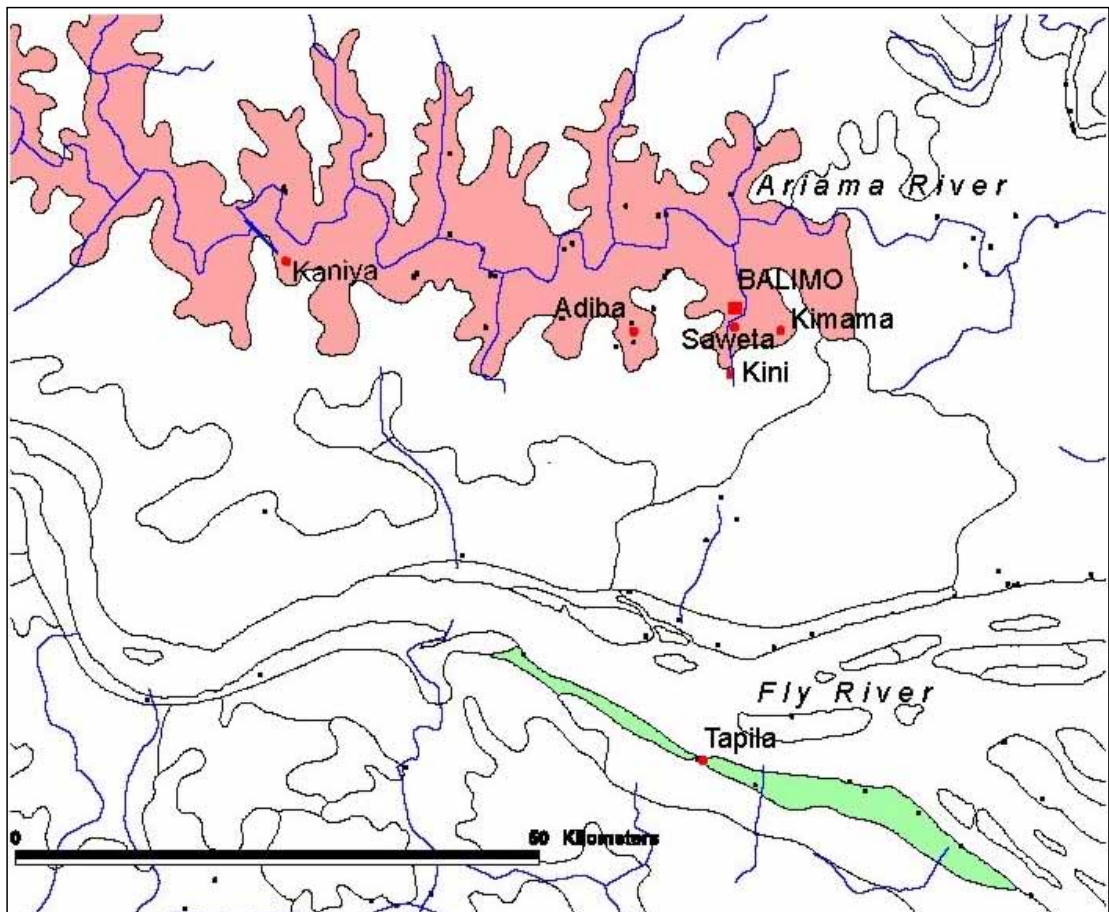 Ariama River
Kaniya
BALIMO
Adiba
Kimama
Saweta
Kini
Fly River
Tapila
0 50 Kilometers